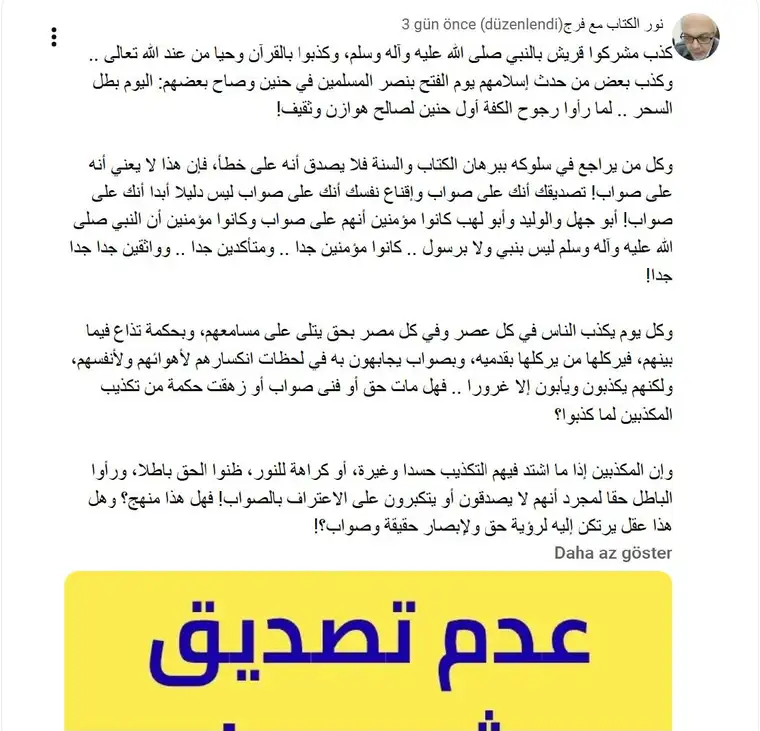 نور الكتاب مع فرج(düzenlendi) 3 gün önce
كذب مشركوا قريش بالنبي صلى الله عليه وآله وسلم، وكذبوا بالقرآن وحيا من عند الله تعالى ..
وكذب بعض من حدث إسلامهم يوم الفتح بنصر المسلمين في حنين وصاح بعضهم: اليوم بطل
السحر .. لما رأوا رجوح الكفة أول حنين لصالح هوازن وثقيف!
وكل من يراجع في سلوكه ببرهان الكتاب والسنة فلا يصدق أنه على خطأ، فإن هذا لا يعني أنه
على صواب! تصديقك أنك على صواب وإقناع نفسك أنك على صواب ليس دليلا أبدا أنك على
صواب! أبو جهل والوليد وأبو لهب كانوا مؤمنين أنهم على صواب وكانوا مؤمنين أن النبي صلى
الله عليه وآله وسلم ليس بنبي ولا برسول .. كانوا مؤمنين جدا .. ومتأكدين جدا .. وواثقين جدا جدا
جدا!
وكل يوم يكذب الناس في كل عصر وفي كل مصر بحق يتلى على مسامعهم، وبحكمة تذاع فيما
بينهم، فيركلها من يركلها بقدميه، وبصواب يجابهون به في لحظات انكسارهم لأهوائهم ولأنفسهم،
ولكنهم يكذبون ويأبون إلا غرورا .. فهل مات حق أو فنى صواب أو زهقت حكمة من تكذيب
المكذبين لما كذبوا؟
وإن المكذبين إذا ما اشتد فيهم التكذيب حسدا وغيرة، أو كراهة للنور، ظنوا الحق باطلا، ورأوا
الباطل حقا لمجرد أنهم لا يصدقون أو يتكبرون على الاعتراف بالصواب! فهل هذا منهج؟ وهل
هذا عقل يرتكن إليه لرؤية حق ولإبصار حقيقة وصواب؟!
Daha az göster
عدم تصديق